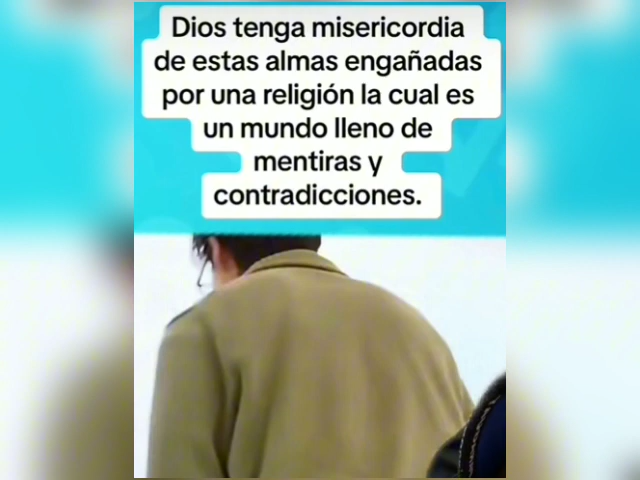 Dios tenga misericordia
de estas almas engañadas
por una religión la cual es
un mundo lleno de
mentiras y
contradicciones.